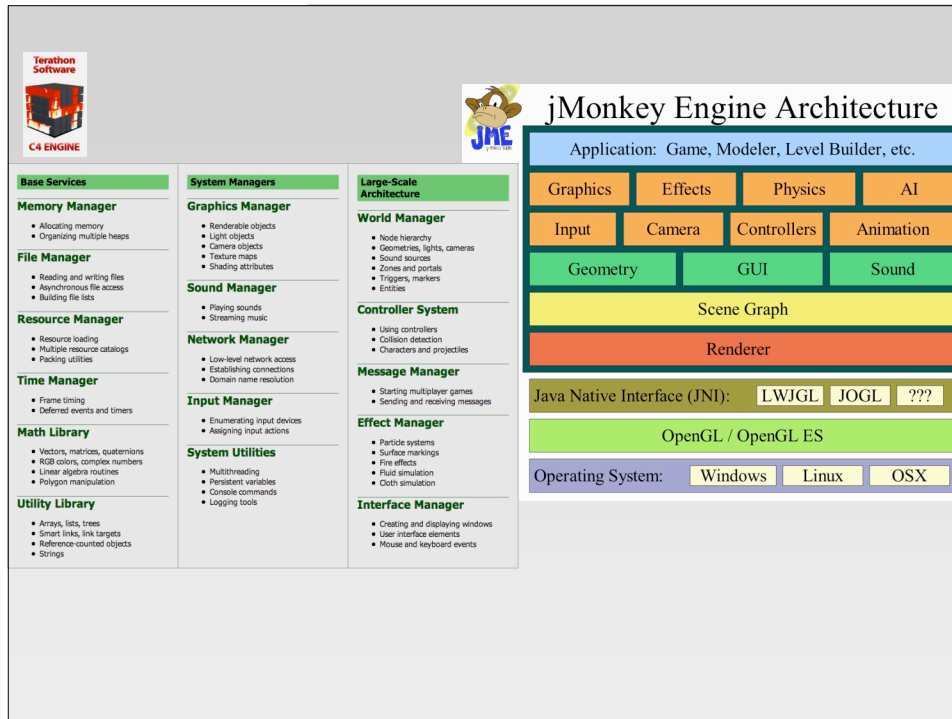 Terathon
Software
C4 ENGINE
Base Services
Memory Manager
Allocating memory
Organizing multiple heaps
File Manager
Reading and writing files
Asynchronous file access
Building file lists
Resource Manager
Resource loading
Multiple resource catalogs
Packing utilities
Time Manager
Frame timing
Deferred events and timers
Math Library
Vectors, matrices, quaternions
RGB colors, complex numbers
Linear algebra routines
Polygon manipulation
Utility Library
Arrays, lists, trees
Smart links, link targets
Reference-counted objects
Strings
System Managers
Graphics Manager
Renderable objects
Light objects
Camera objects
Texture maps
Shading attributes
Sound Manager
Playing sounds
Streaming music
Network Manager
Low-level network access
Establishing connections
Domain name resolution
Input Manager
Enumerating input devices
Assigning input actions
System Utilities
Multithreading
Persistent variables
Console commands
Logging tools
Large-Scale
Architecture
World Manager
Node hierarchy
Geometries, lights, cameras
Sound sources
Zones and portals
Triggers, markers
Entities
Controller System
Using controllers
Collision detection
Characters and projectiles
Message Manager
Starting multiplayer games
Sending and receiving messages
Effect Manager
Particle systems
Surface markings
Fire effects
Fluid simulation
Cloth simulation
Interface Manager
Creating and displaying windows
User interface elements
Mouse and keyboard events
JME
jMonkey Engine Architecture
Application: Game, Modeler, Level Builder, etc.
Graphics Effects Physics AI
Input Camera Controllers Animation
Geometry GUI Sound
Scene Graph
Renderer
Java Native Interface (JNI): LWJGL JOGL ???
OpenGL / OpenGL ES
Operating System: Windows Linux OSX